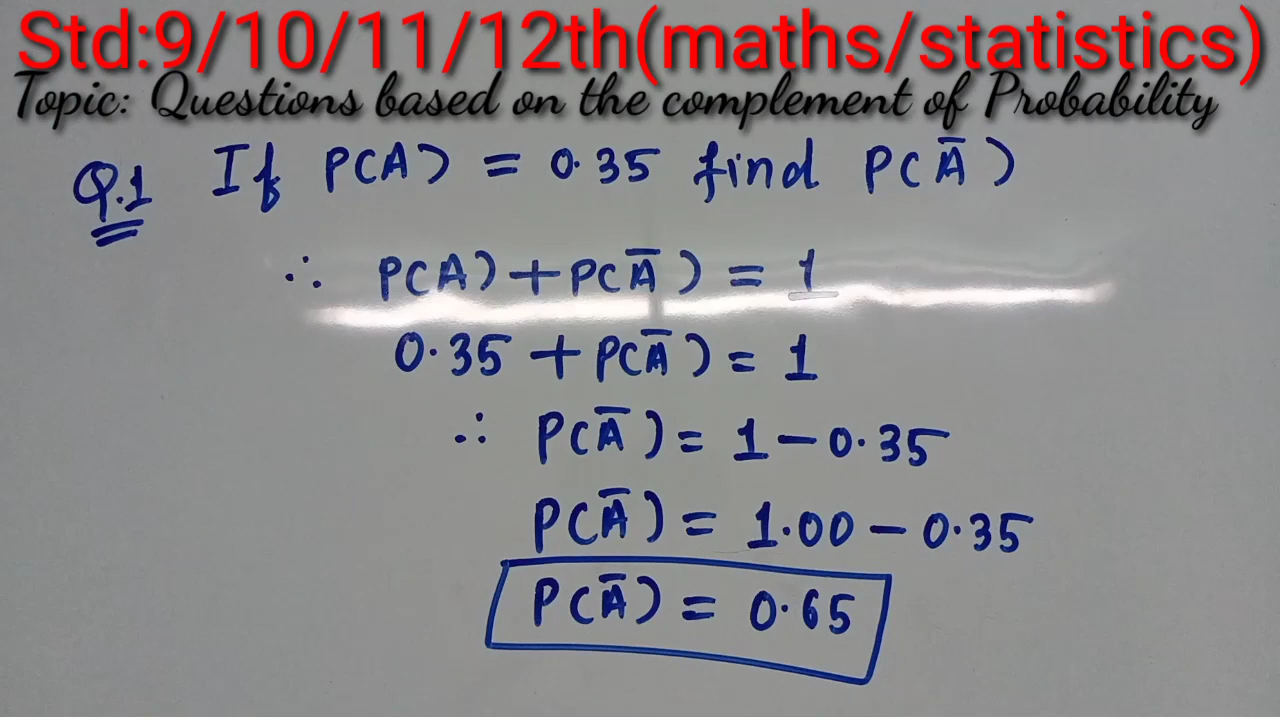 Std:9/10/11/12th(maths/statistics)
Topic: Questions based on the complement of Probability
Q.1 If P(A) = 0.35 find P(Ā)
∴ P(A) + P(Ā) = 1
0.35 + P(Ā) = 1
∴ P(Ā) = 1 - 0.35
P(Ā) = 1.00 - 0.35
P(Ā) = 0.65